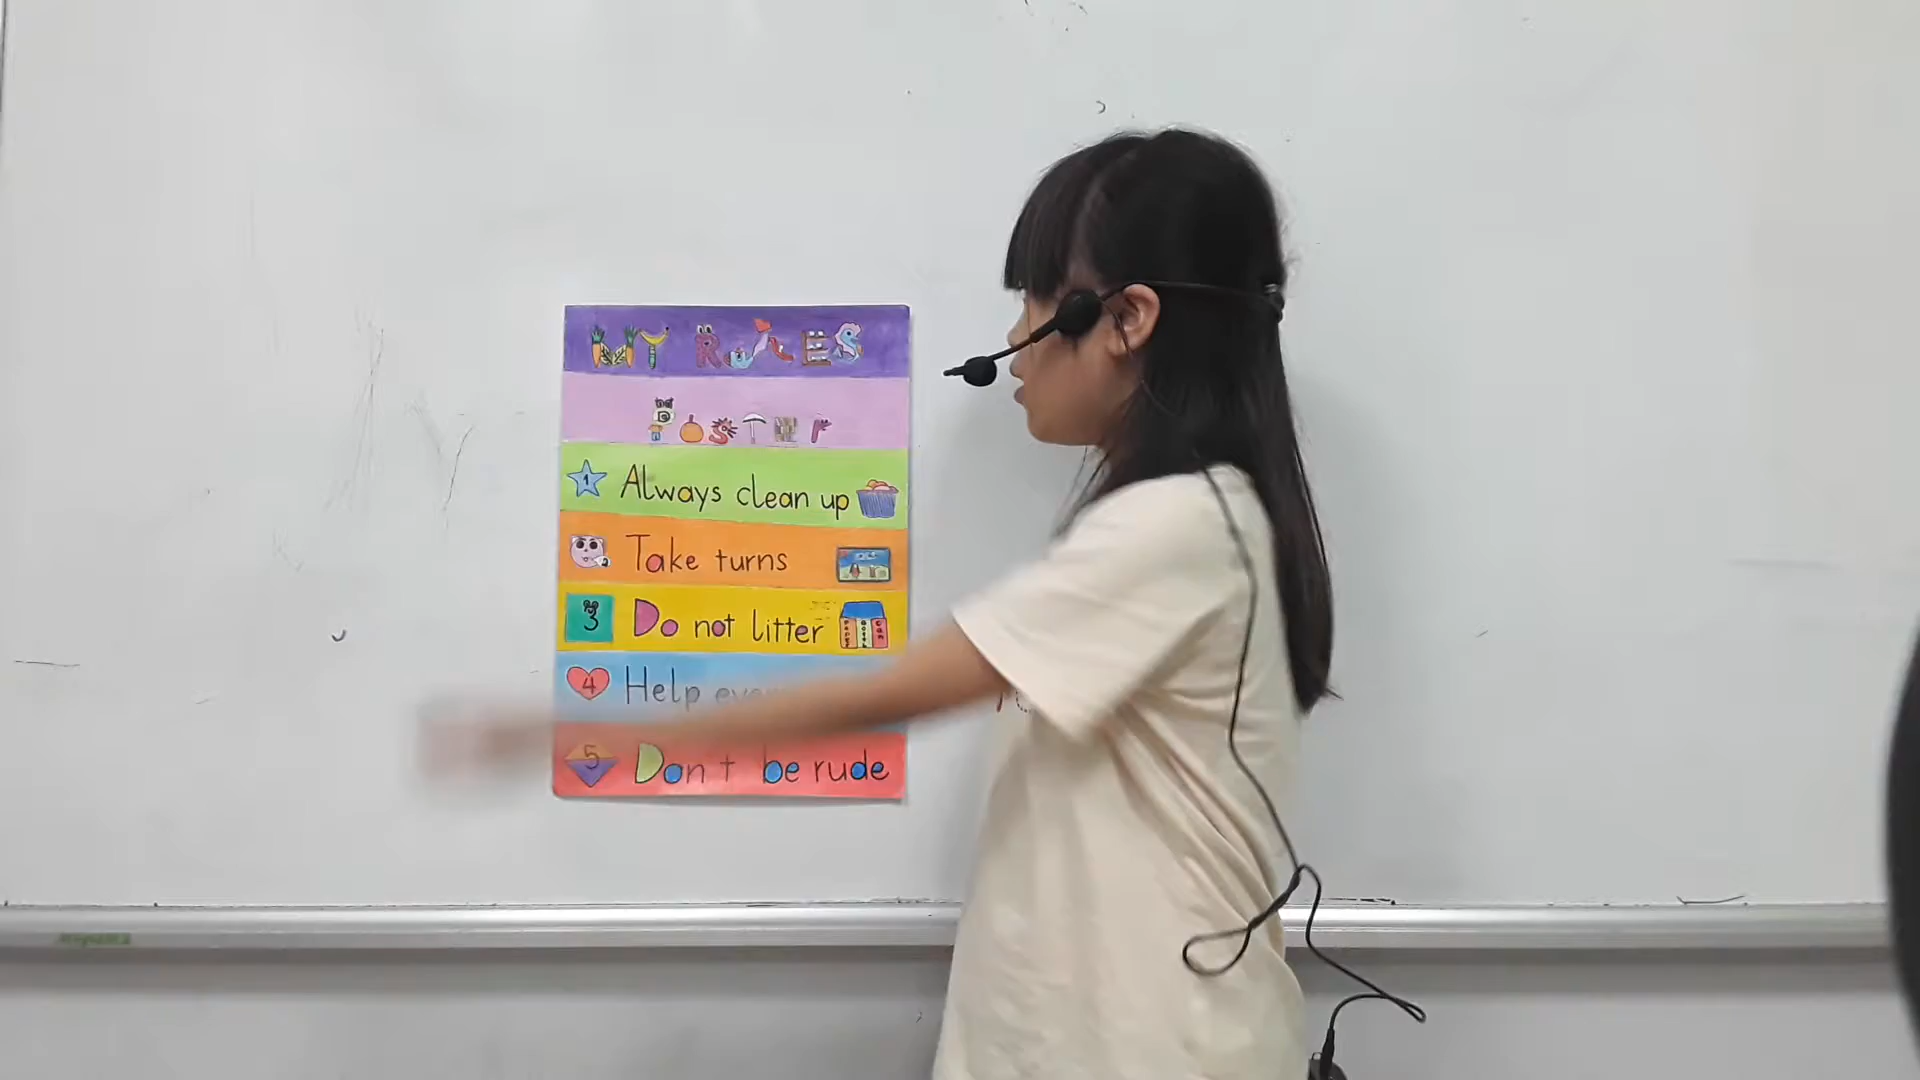 MY RULES
Poster
1 Always clean up
Take turns
3 Do not litter
4 Help
5 Don't be rude